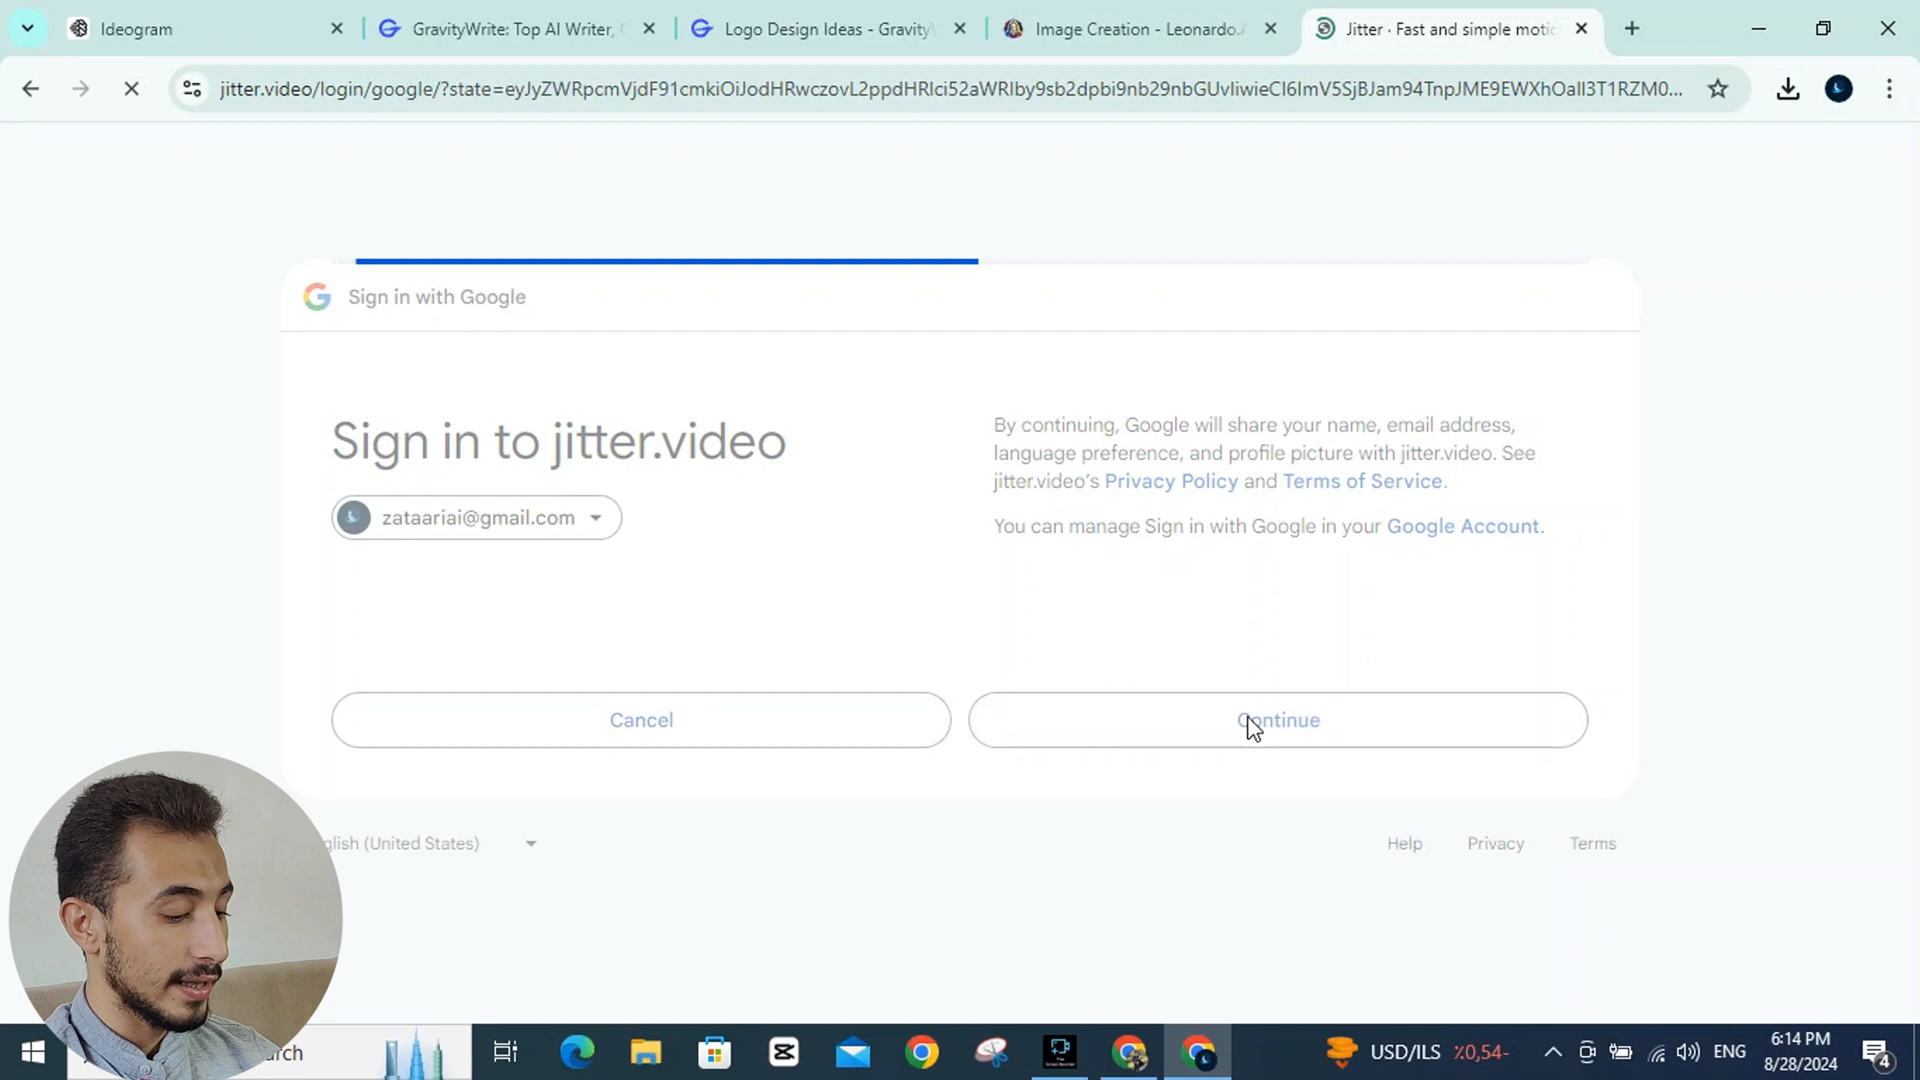 Ideogram
GravityWrite: Top AI Writer,
Logo Design Ideas - Gravity
Image Creation - Leonardo.
Jitter · Fast and simple motio
jitter.video/login/google/?state=
Sign in with Google
Sign in to jitter.video
zataariai@gmail.com
By continuing, Google will share your name, email address,
language preference, and profile picture with jitter.video. See
jitter.video’s Privacy Policy and Terms of Service.
You can manage Sign in with Google in your Google Account.
Cancel
Continue
glish (United States)
Help
Privacy
Terms
arch
USD/ILS
٪0,54-
ENG
6:14 PM
8/28/2024
4